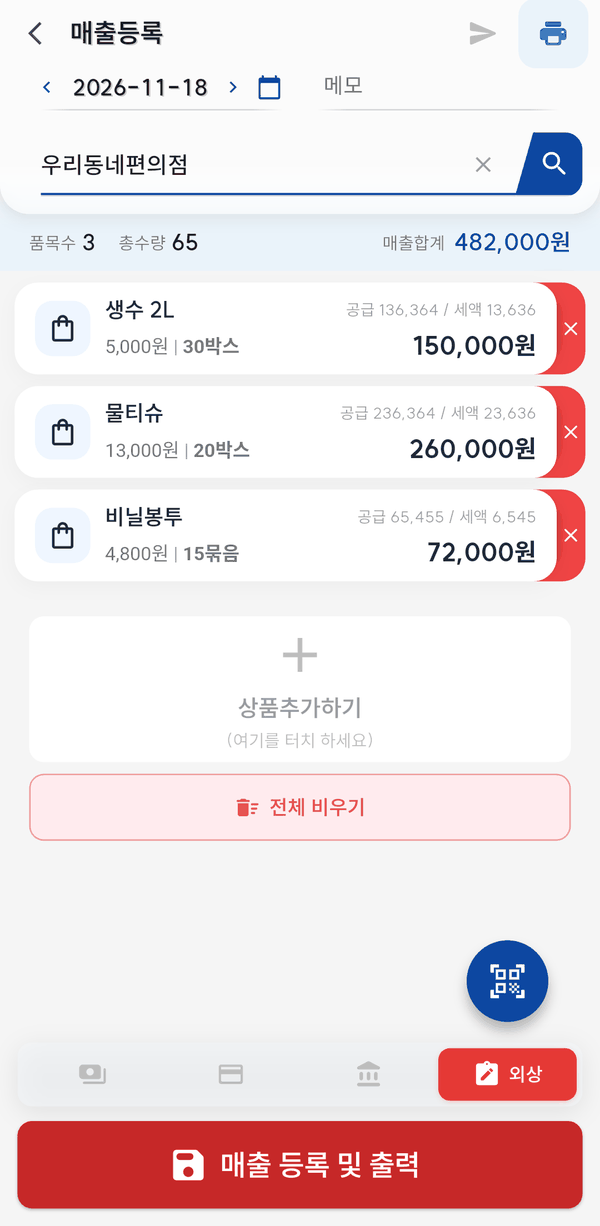 매출등록
2026-11-18
메모
우리동네편의점
품목수 3 총수량 65 매출합계 482,000원
생수 2L
공급 136,364 / 세액 13,636
5,000원 | 30박스
150,000원
물티슈
공급 236,364 / 세액 23,636
13,000원 | 20박스
260,000원
비닐봉투
공급 65,455 / 세액 6,545
4,800원 | 15묶음
72,000원
상품추가하기
(여기를 터치 하세요)
전체 비우기
외상
매출 등록 및 출력